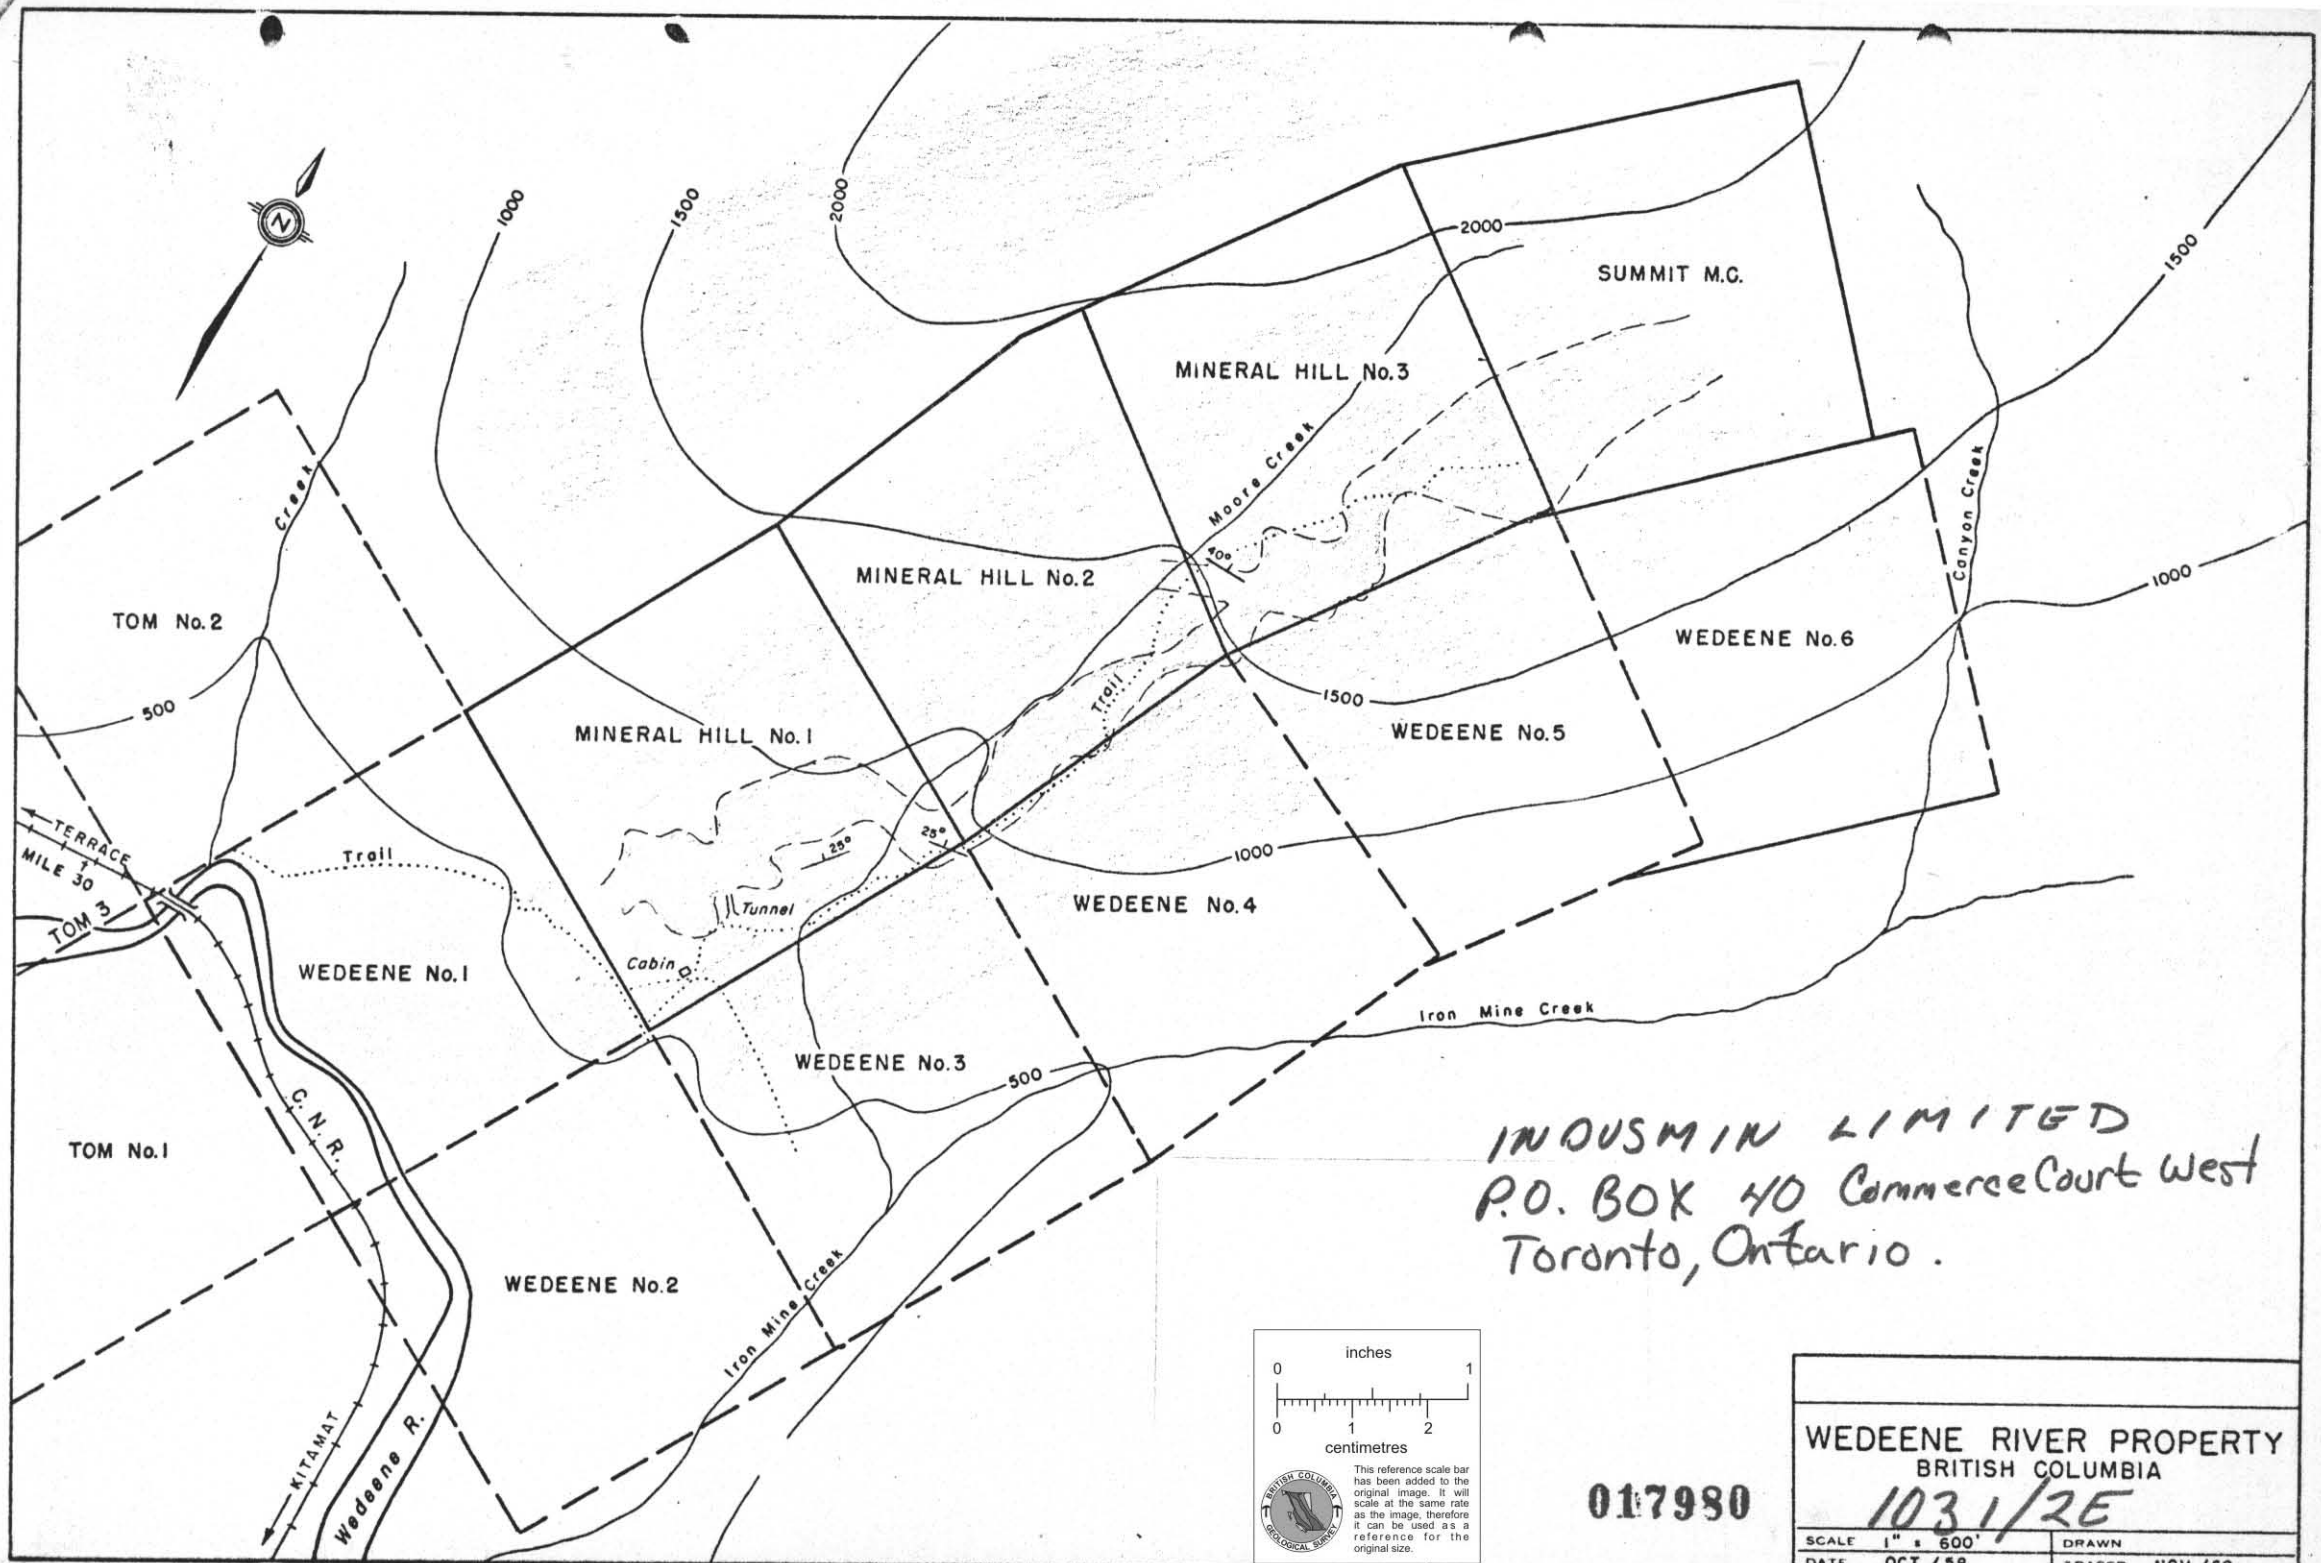 N
1000
1500
2000
2000
SUMMIT M.C.
1500
MINERAL HILL No.3
Creek
Moore Creek
Canyon Creek
40°
MINERAL HILL No.2
1000
TOM No.2
WEDEENE No.6
500
Trail
1500
MINERAL HILL No.1
WEDEENE No.5
TERRACE
MILE 30
25°
25°
Trail
1000
TOM 3
Tunnel
WEDEENE No.4
WEDEENE No.1
Cabin
Iron Mine Creek
WEDEENE No.3
500
C. N. R.
TOM No.1
INDUSMIN LIMITED
P.O. BOX 40 Commerce Court West
Toronto, Ontario.
WEDEENE No.2
Iron Mine Creek
KITAMAT
Wedeene R.
inches
0 1
0 1 2
centimetres
BRITISH COLUMBIA
GEOLOGICAL SURVEY
This reference scale bar
has been added to the
original image. It will
scale at the same rate
as the image, therefore
it can be used as a
reference for the
original size.
017980
WEDEENE RIVER PROPERTY
BRITISH COLUMBIA
103 I/2E
SCALE 1" = 600'
DRAWN
DATE OCT /58